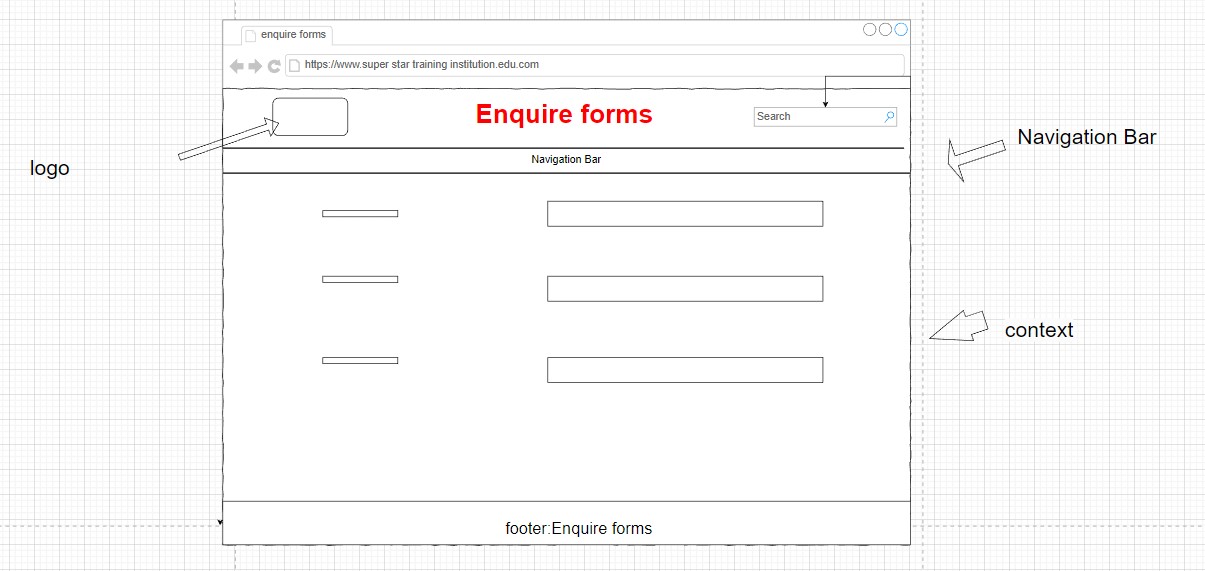 enquire forms
https://www.super star training institution.edu.com
Enquire forms
Search
Navigation Bar
logo
Navigation Bar
context
footer:Enquire forms